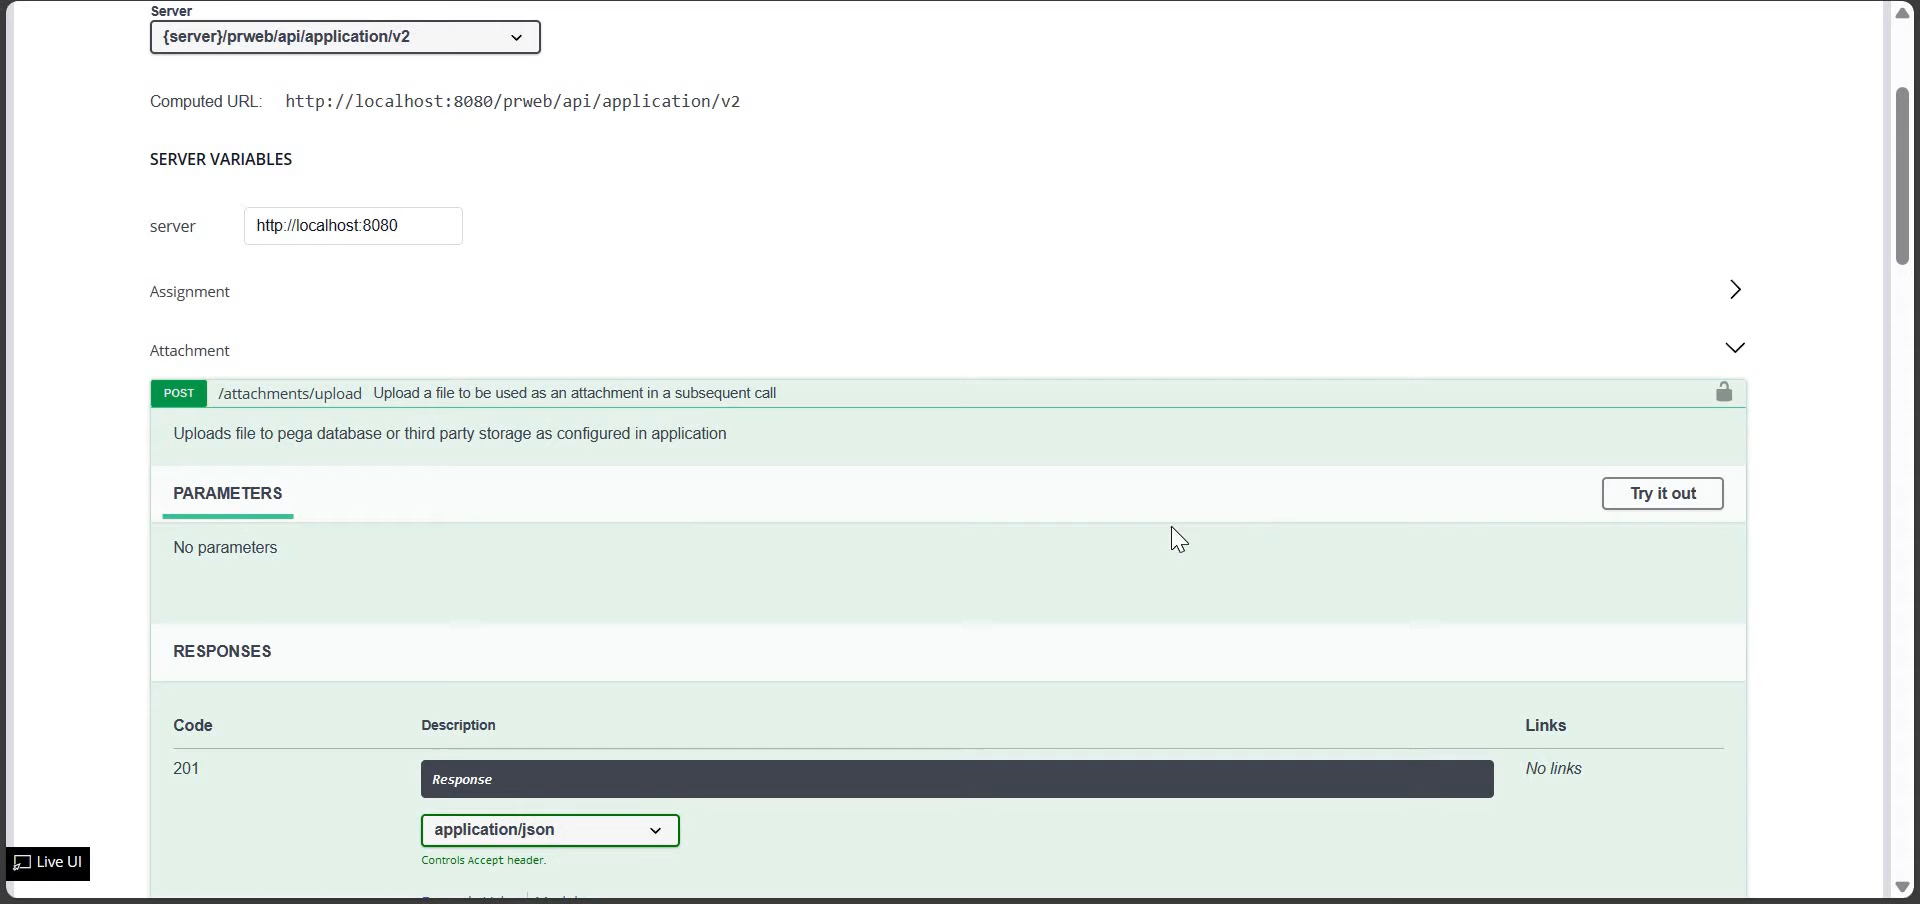 Server
{server}/prweb/api/application/v2
Computed URL: http://localhost:8080/prweb/api/application/v2
SERVER VARIABLES
server http://localhost:8080
Assignment
Attachment
POST /attachments/upload Upload a file to be used as an attachment in a subsequent call
Uploads file to pega database or third party storage as configured in application
PARAMETERS Try it out
No parameters
RESPONSES
Code Description Links
201 Response No links
application/json
Controls Accept header.
Live UI